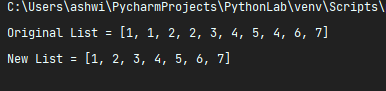 C:\Users\ashwi\PycharmProjects\PythonLab\venv\Scripts\
Original List = [1, 1, 2, 2, 3, 4, 5, 4, 6, 7]
New List = [1, 2, 3, 4, 5, 6, 7]